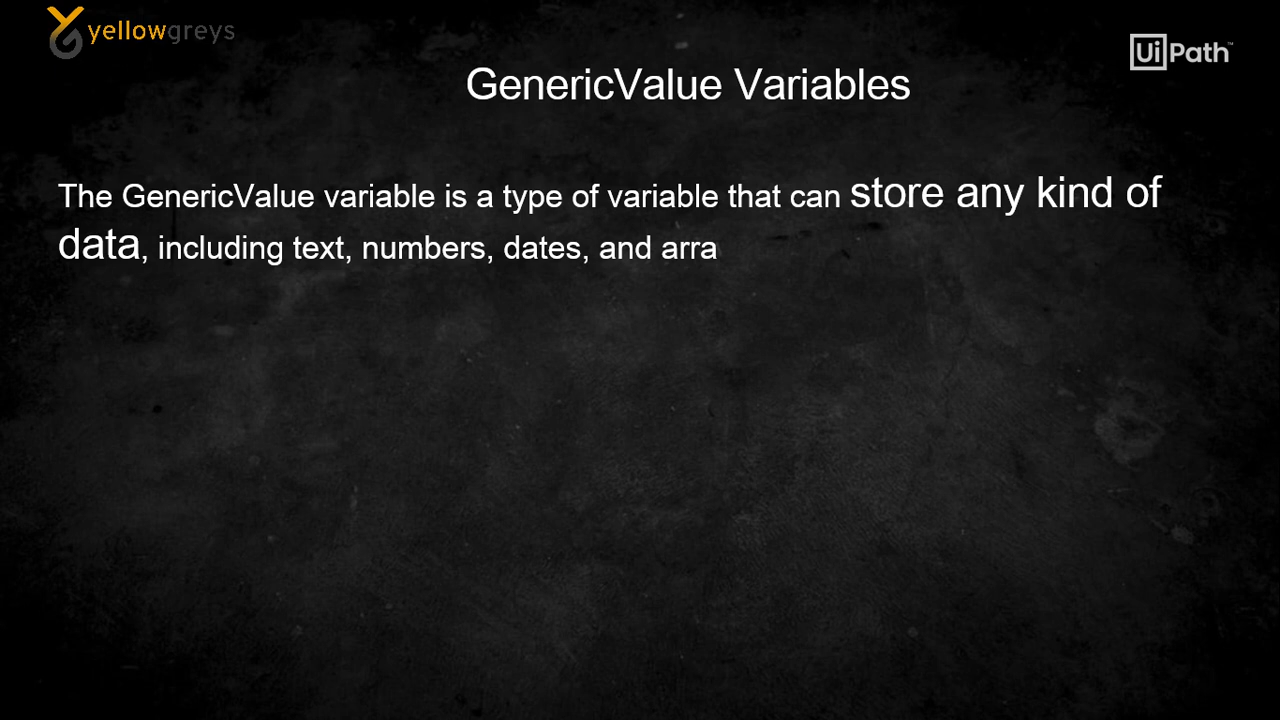 yellowgreys
UiPath™
GenericValue Variables
The GenericValue variable is a type of variable that can store any kind of
data, including text, numbers, dates, and arra